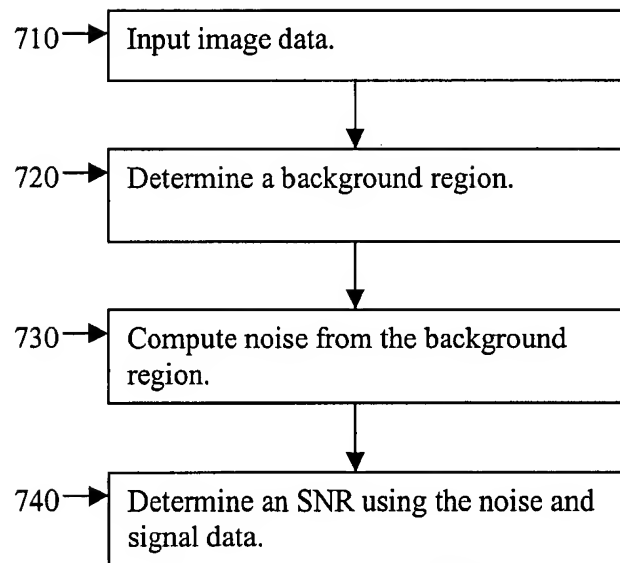 710 Input image data.
720 Determine a background region.
730 Compute noise from the background
region.
740 Determine an SNR using the noise and
signal data.